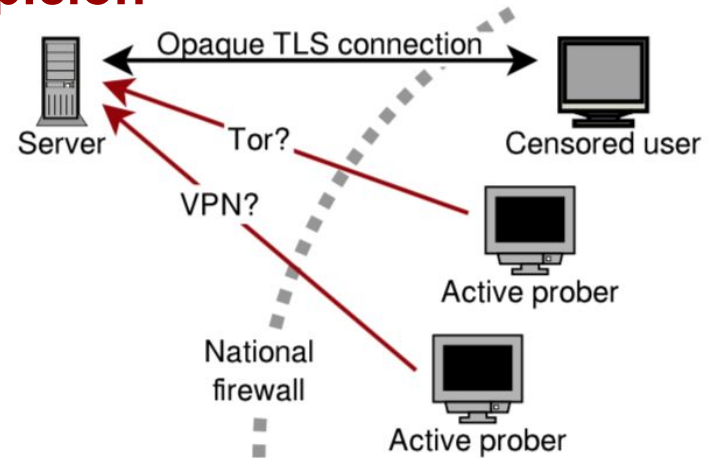 Opaque TLS connection
Server
Censored user
Tor?
VPN?
Active prober
National
firewall
Active prober